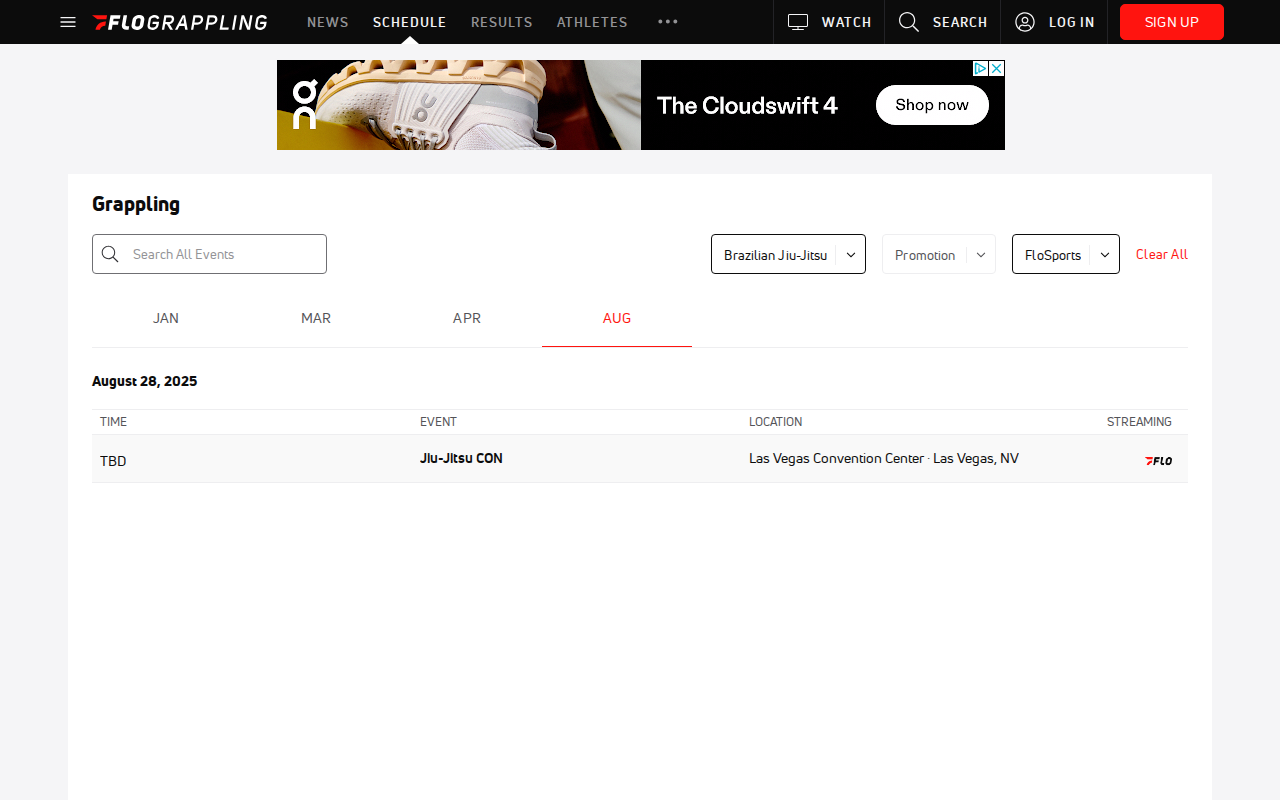 FLOGRAPPLING NEWS SCHEDULE RESULTS ATHLETES WATCH SEARCH LOG IN SIGN UP
on The Cloudswift 4 Shop now
Grappling
Search All Events Brazilian Jiu-Jitsu Promotion FloSports Clear All
JAN MAR APR AUG
August 28, 2025
TIME EVENT LOCATION STREAMING
TBD Jiu-Jitsu CON Las Vegas Convention Center · Las Vegas, NV FLO